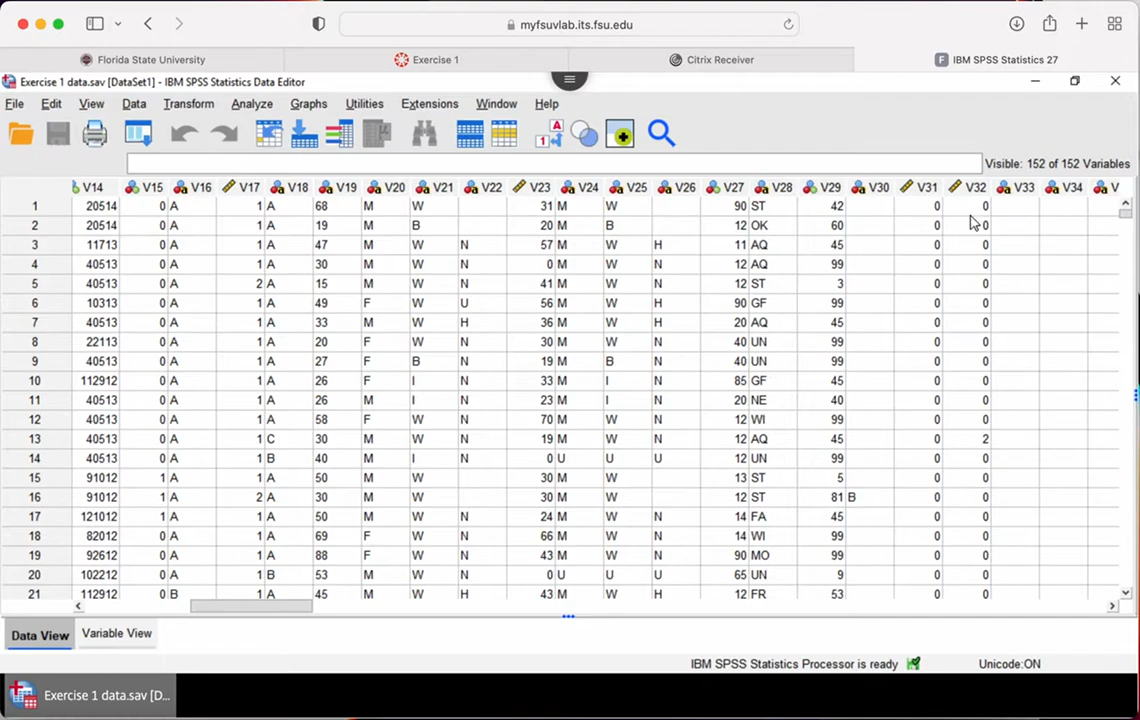 myfsuvlab.its.fsu.edu
Florida State University Exercise 1 Citrix Receiver F IBM SPSS Statistics 27
Exercise 1 data.sav [DataSet1] - IBM SPSS Statistics Data Editor
File Edit View Data Transform Analyze Graphs Utilities Extensions Window Help
Visible: 152 of 152 Variables
V14 V15 V16 V17 V18 V19 V20 V21 V22 V23 V24 V25 V26 V27 V28 V29 V30 V31 V32 V33 V34 V
1 20514 0 A 1 A 68 M W 31 M W 90 ST 42 0 0
2 20514 0 A 1 A 19 M B 20 M B 12 OK 60 0 0
3 11713 0 A 1 A 47 M W N 57 M W H 11 AQ 45 0 0
4 40513 0 A 1 A 30 M W N 0 M W N 12 AQ 99 0 0
5 40513 0 A 2 A 15 M W N 41 M W N 12 ST 3 0 0
6 10313 0 A 1 A 49 F W U 56 M W H 90 GF 99 0 0
7 40513 0 A 1 A 33 M W H 36 M W H 20 AQ 45 0 0
8 22113 0 A 1 A 20 F W N 30 M W N 40 UN 99 0 0
9 40513 0 A 1 A 27 F B N 19 M B N 40 UN 99 0 0
10 112912 0 A 1 A 26 F I N 33 M I N 85 GF 45 0 0
11 40513 0 A 1 A 26 M I N 23 M I N 20 NE 40 0 0
12 40513 0 A 1 A 58 F W N 70 M W N 12 WI 99 0 0
13 40513 0 A 1 C 30 M W N 19 M W N 12 AQ 45 0 2
14 40513 0 A 1 B 40 M I N 0 U U U 12 UN 99 0 0
15 91012 1 A 1 A 50 M W 30 M W 13 ST 5 0 0
16 91012 1 A 2 A 30 M W 30 M W 12 ST 81 B 0 0
17 121012 1 A 1 A 50 M W N 24 M W N 14 FA 45 0 0
18 82012 0 A 1 A 69 F W N 66 M W N 14 WI 99 0 0
19 92612 0 A 1 A 88 F W N 43 M W N 90 MO 99 0 0
20 102212 0 A 1 B 53 M W N 0 U U U 65 UN 9 0 0
21 112912 0 B 1 A 45 M W H 43 M W H 12 FR 53 0 0
Data View Variable View
IBM SPSS Statistics Processor is ready Unicode:ON
Exercise 1 data.sav [D...